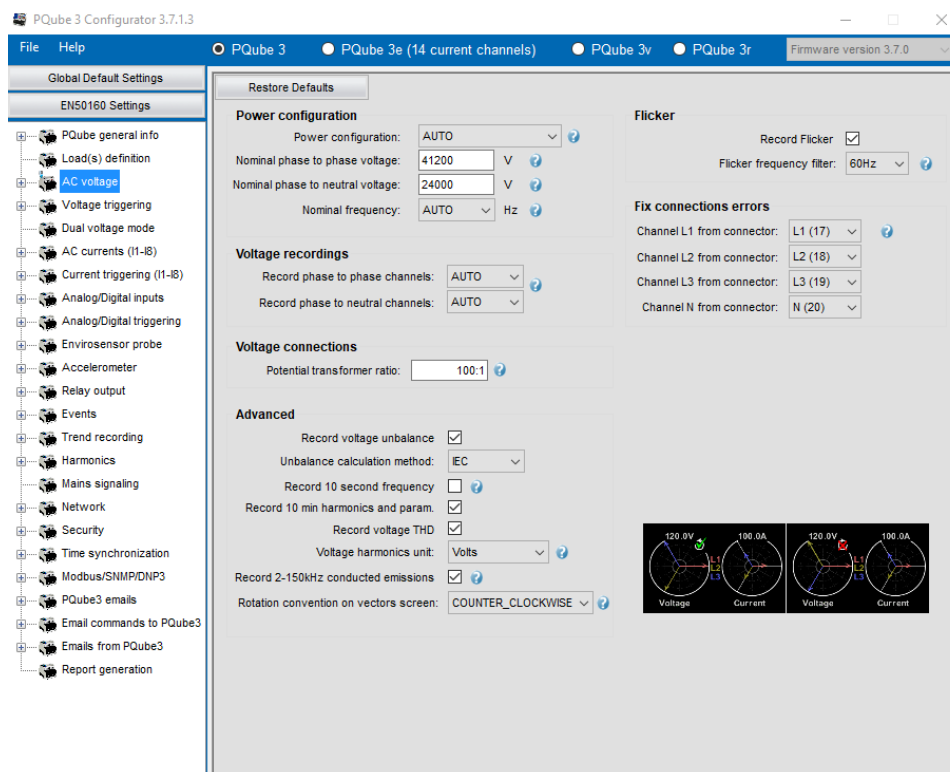 PQube 3 Configurator 3.7.1.3
File Help
PQube 3 PQube 3e (14 current channels) PQube 3v PQube 3r Firmware version 3.7.0
Global Default Settings
EN50160 Settings
PQube general info
Load(s) definition
AC voltage
Voltage triggering
Dual voltage mode
AC currents (I1-I8)
Current triggering (I1-I8)
Analog/Digital inputs
Analog/Digital triggering
Envirosensor probe
Accelerometer
Relay output
Events
Trend recording
Harmonics
Mains signaling
Network
Security
Time synchronization
Modbus/SNMP/DNP3
PQube3 emails
Email commands to PQube3
Emails from PQube3
Report generation
Restore Defaults
Power configuration
Power configuration: AUTO
Nominal phase to phase voltage: 41200 V
Nominal phase to neutral voltage: 24000 V
Nominal frequency: AUTO Hz
Voltage recordings
Record phase to phase channels: AUTO
Record phase to neutral channels: AUTO
Voltage connections
Potential transformer ratio: 100:1
Advanced
Record voltage unbalance
Unbalance calculation method: IEC
Record 10 second frequency
Record 10 min harmonics and param.
Record voltage THD
Voltage harmonics unit: Volts
Record 2-150kHz conducted emissions
Rotation convention on vectors screen: COUNTER_CLOCKWISE
Flicker
Record Flicker
Flicker frequency filter: 60Hz
Fix connections errors
Channel L1 from connector: L1 (17)
Channel L2 from connector: L2 (18)
Channel L3 from connector: L3 (19)
Channel N from connector: N (20)
120.0V 100.0A 120.0V 100.0A
L1 L1
L2 L2
L3 L3
Voltage Current Voltage Current